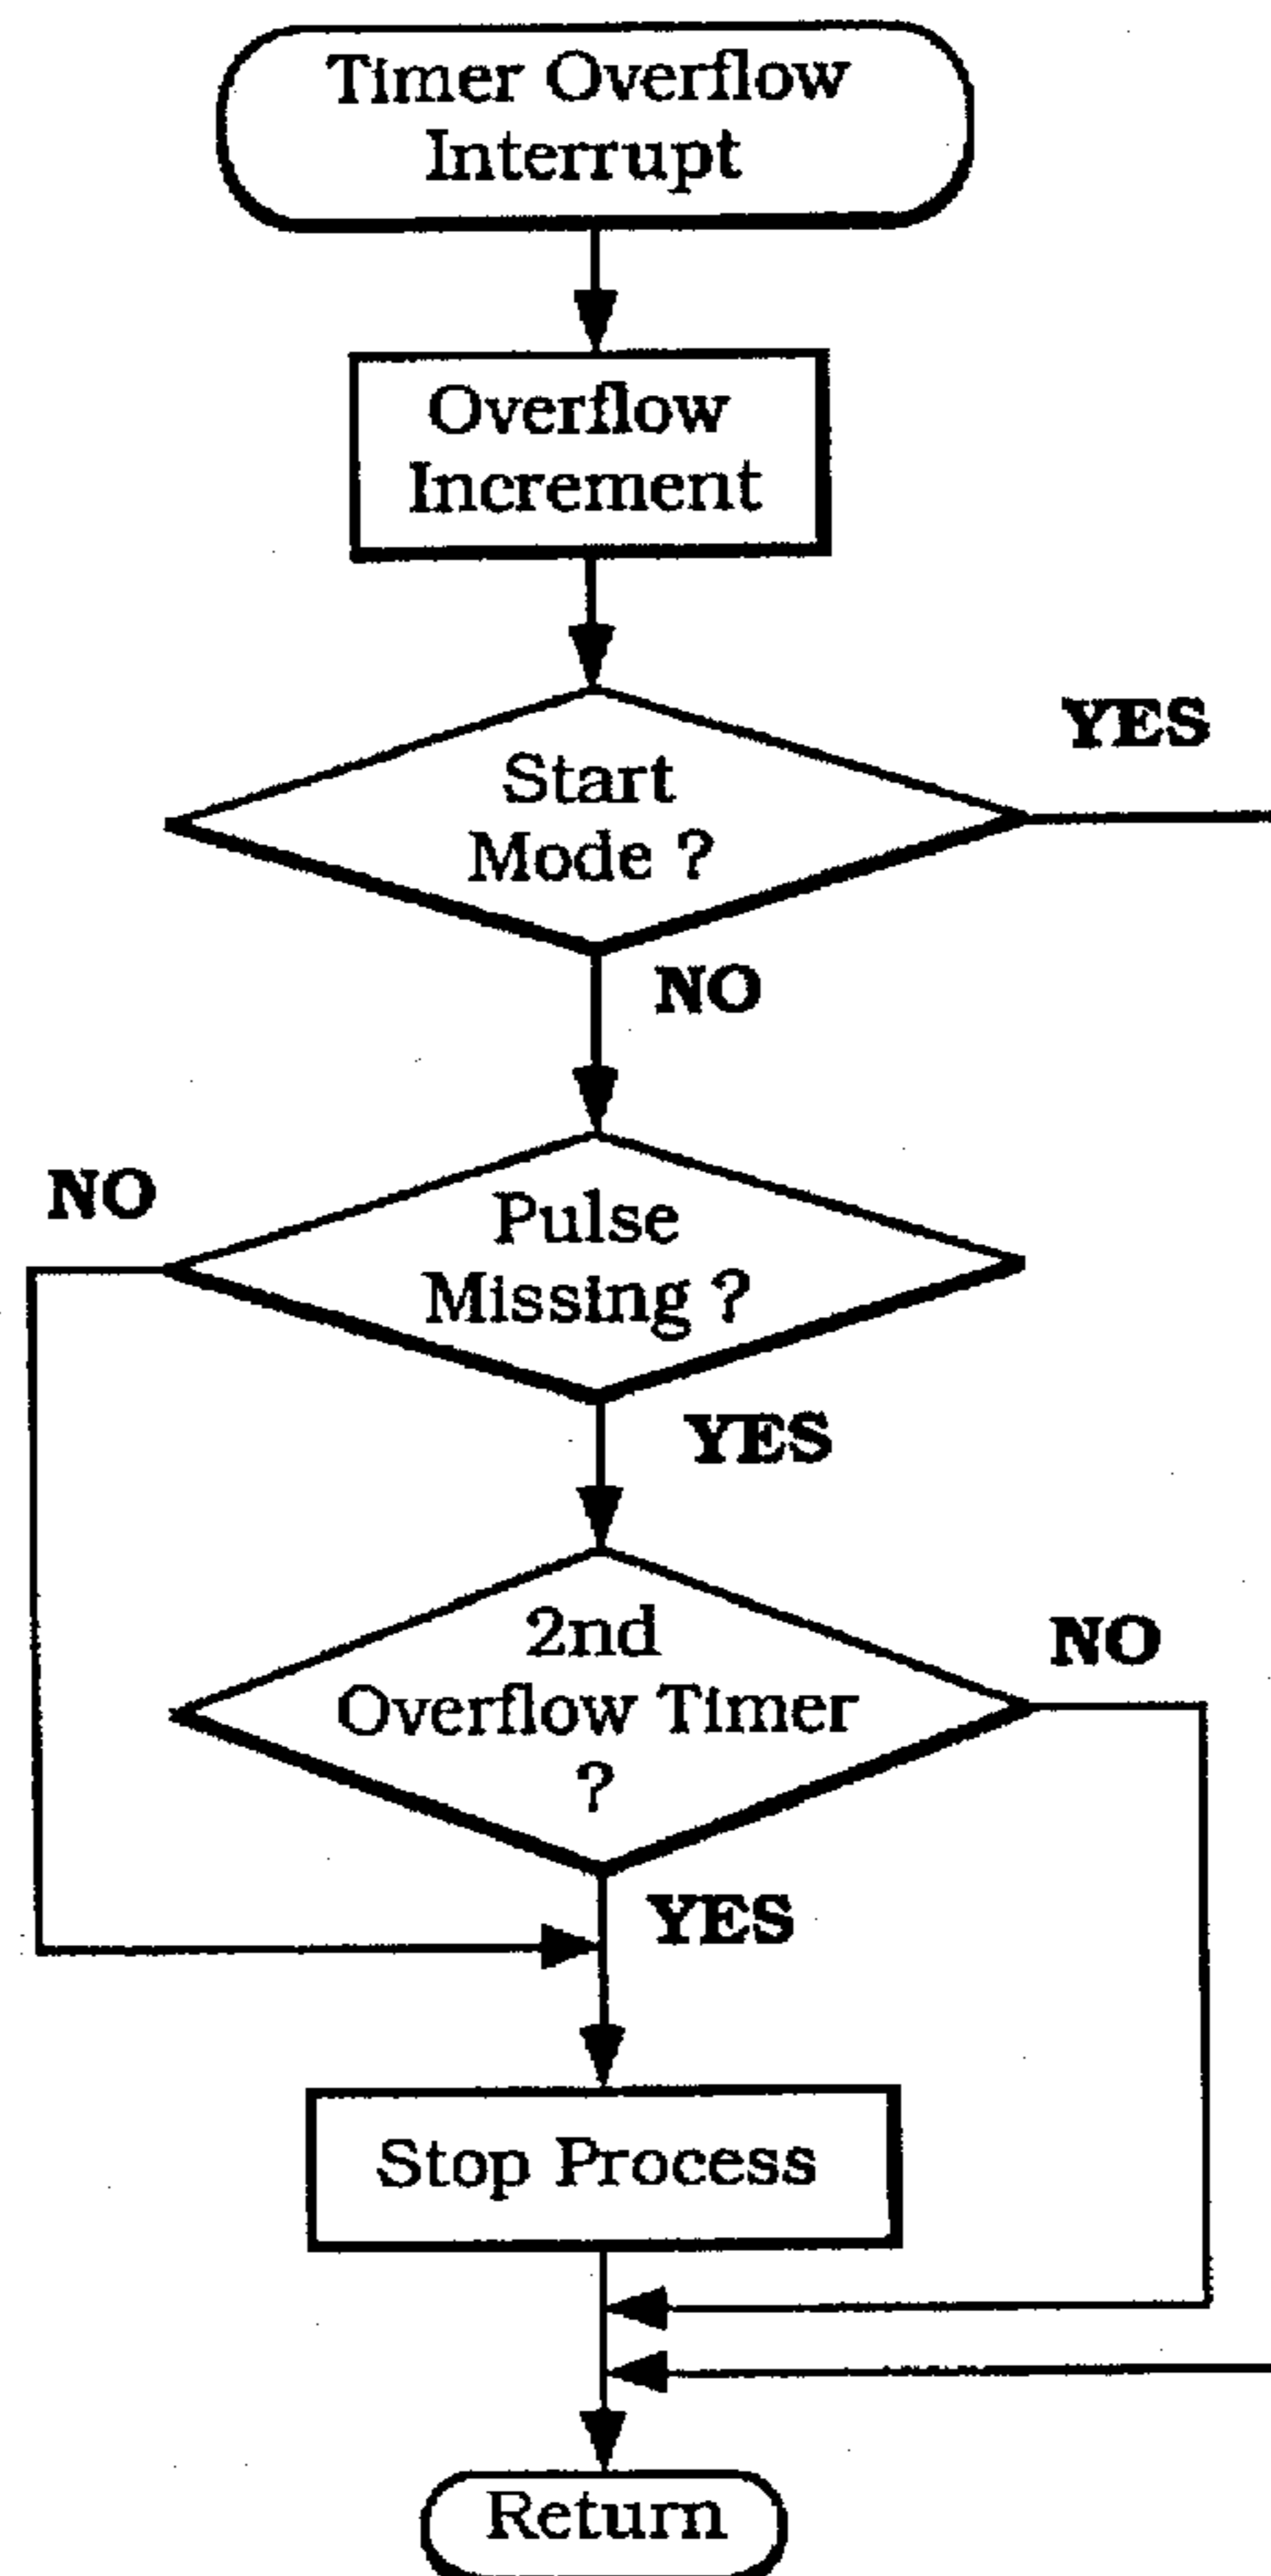 Timer Overflow
Interrupt
Overflow
Increment
Start
Mode ?
YES
NO
Pulse
Missing ?
NO
YES
2nd
Overflow Timer
?
NO
YES
Stop Process
Return